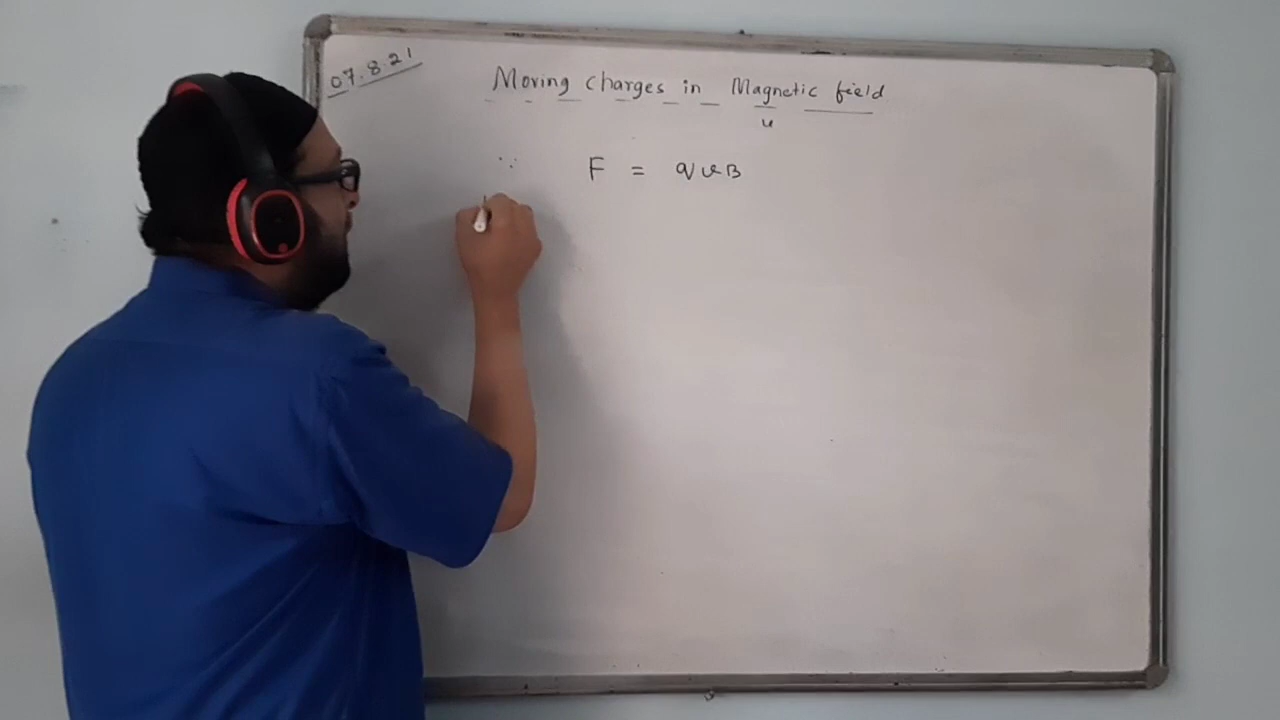 07.8.21
Moving charges in Magnetic field
∵ F = qvB